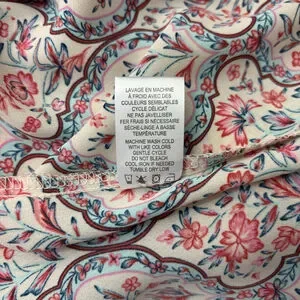 LAVAGE EN MACHINE
À FROID AVEC DES
COULEURS SEMBLABLES
CYCLE DÉLICAT
NE PAS JAVELLISER
FER FRAIS SI NÉCESSAIRE
SÈCHE-LINGE À BASSE
TEMPÉRATURE
MACHINE WASH COLD
WITH LIKE COLORS
GENTLE CYCLE
DO NOT BLEACH
COOL IRON IF NEEDED
TUMBLE DRY LOW